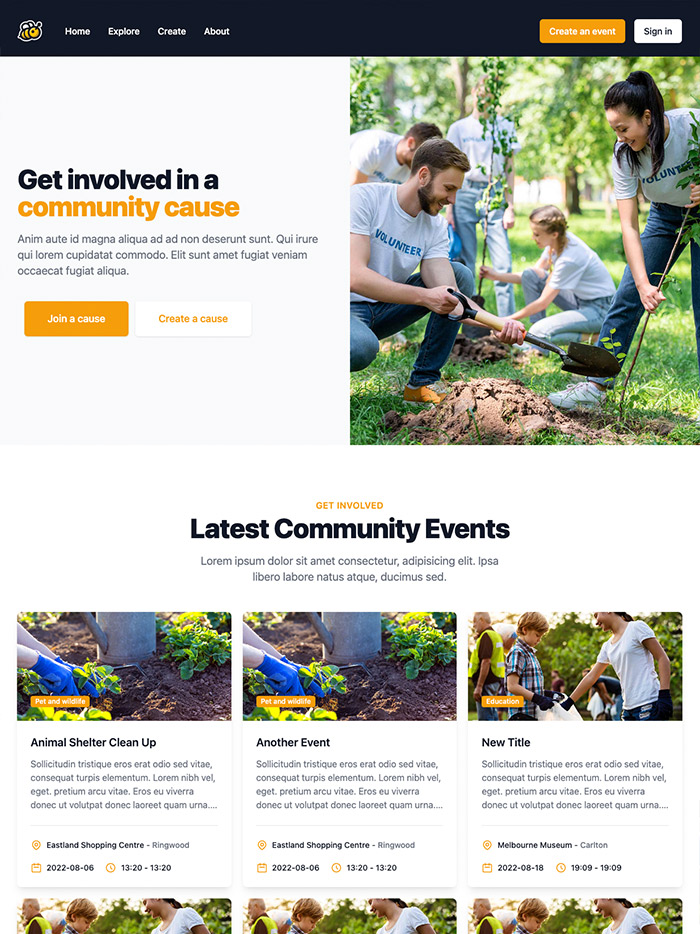 Home Explore Create About Create an event Sign in
Get involved in a
community cause
Anim aute id magna aliqua ad ad non deserunt sunt. Qui irure
qui lorem cupidatat commodo. Elit sunt amet fugiat veniam
occaecat fugiat aliqua.
Join a cause Create a cause
VOLUNTEER
VOLUNTEER
GET INVOLVED
Latest Community Events
Lorem ipsum dolor sit amet consectetur, adipisicing elit. Ipsa
libero labore natus atque, ducimus sed.
Pet and wildlife
Animal Shelter Clean Up
Sollicitudin tristique eros erat odio sed vitae,
consequat turpis elementum. Lorem nibh vel,
eget. pretium arcu vitae. Eros eu viverra
donec ut volutpat donec laoreet quam urna....
Eastland Shopping Centre - Ringwood
2022-08-06 13:20 - 13:20
Pet and wildlife
Another Event
Sollicitudin tristique eros erat odio sed vitae,
consequat turpis elementum. Lorem nibh vel,
eget. pretium arcu vitae. Eros eu viverra
donec ut volutpat donec laoreet quam urna....
Eastland Shopping Centre - Ringwood
2022-08-06 13:20 - 13:20
Education
New Title
Sollicitudin tristique eros erat odio sed vitae,
consequat turpis elementum. Lorem nibh vel,
eget. pretium arcu vitae. Eros eu viverra
donec ut volutpat donec laoreet quam urna....
Melbourne Museum - Carlton
2022-08-18 19:09 - 19:09